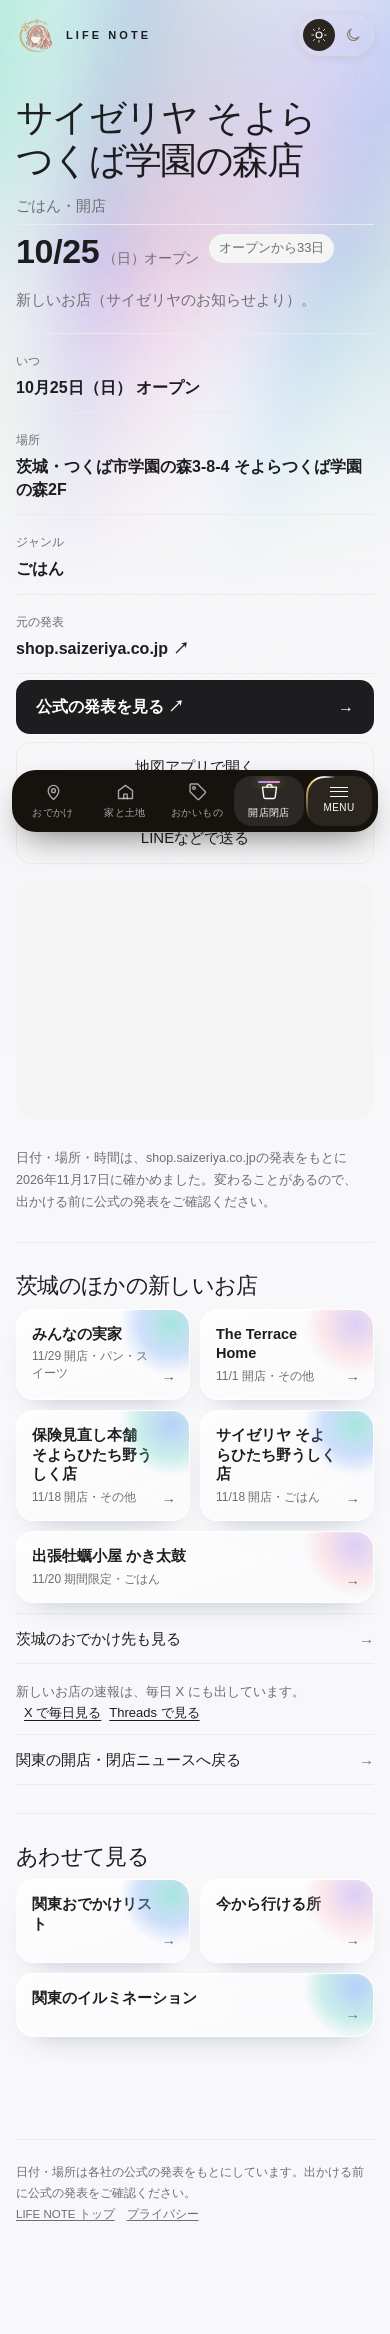 LIFE NOTE
サイゼリヤ そよら
つくば学園の森店
ごはん・開店
10/25（日）オープン オープンから33日
新しいお店（サイゼリヤのお知らせより）。
いつ
10月25日（日） オープン
場所
茨城・つくば市学園の森3-8-4 そよらつくば学園
の森2F
ジャンル
ごはん
元の発表
shop.saizeriya.co.jp ↗
公式の発表を見る ↗ →
地図アプリで開く
おでかけ 家と土地 おかいもの 開店閉店 MENU
LINEなどで送る
日付・場所・時間は、shop.saizeriya.co.jpの発表をもとに
2026年11月17日に確かめました。変わることがあるので、
出かける前に公式の発表をご確認ください。
茨城のほかの新しいお店
みんなの実家
11/29 開店・パン・ス
イーツ →
The Terrace
Home
11/1 開店・その他 →
保険見直し本舗
そよらひたち野う
しく店
11/18 開店・その他 →
サイゼリヤ そよ
らひたち野うしく
店
11/18 開店・ごはん →
出張牡蠣小屋 かき太鼓
11/20 期間限定・ごはん →
茨城のおでかけ先も見る →
新しいお店の速報は、毎日 X にも出しています。
X で毎日見る Threads で見る
関東の開店・閉店ニュースへ戻る →
あわせて見る
関東おでかけリス
ト →
今から行ける所 →
関東のイルミネーション →
日付・場所は各社の公式の発表をもとにしています。出かける前
に公式の発表をご確認ください。
LIFE NOTE トップ プライバシー